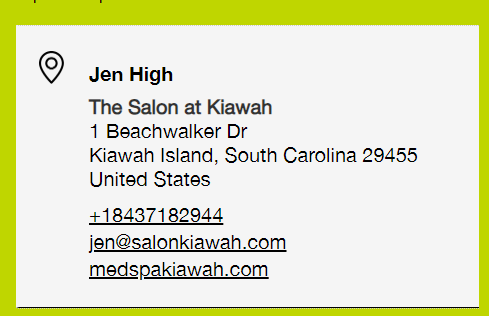 Jen High
The Salon at Kiawah
1 Beachwalker Dr
Kiawah Island, South Carolina 29455
United States
+18437182944
jen@salonkiawah.com
medspakiawah.com